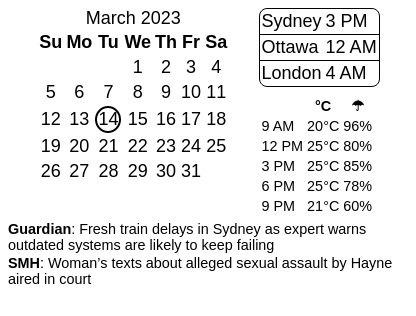 March 2023
Su Mo Tu We Th Fr Sa
1 2 3 4
5 6 7 8 9 10 11
12 13 14 15 16 17 18
19 20 21 22 23 24 25
26 27 28 29 30 31
Sydney 3 PM
Ottawa 12 AM
London 4 AM
°C ☂
9 AM 20°C 96%
12 PM 25°C 80%
3 PM 25°C 85%
6 PM 25°C 78%
9 PM 21°C 60%
Guardian: Fresh train delays in Sydney as expert warns
outdated systems are likely to keep failing
SMH: Woman’s texts about alleged sexual assault by Hayne
aired in court